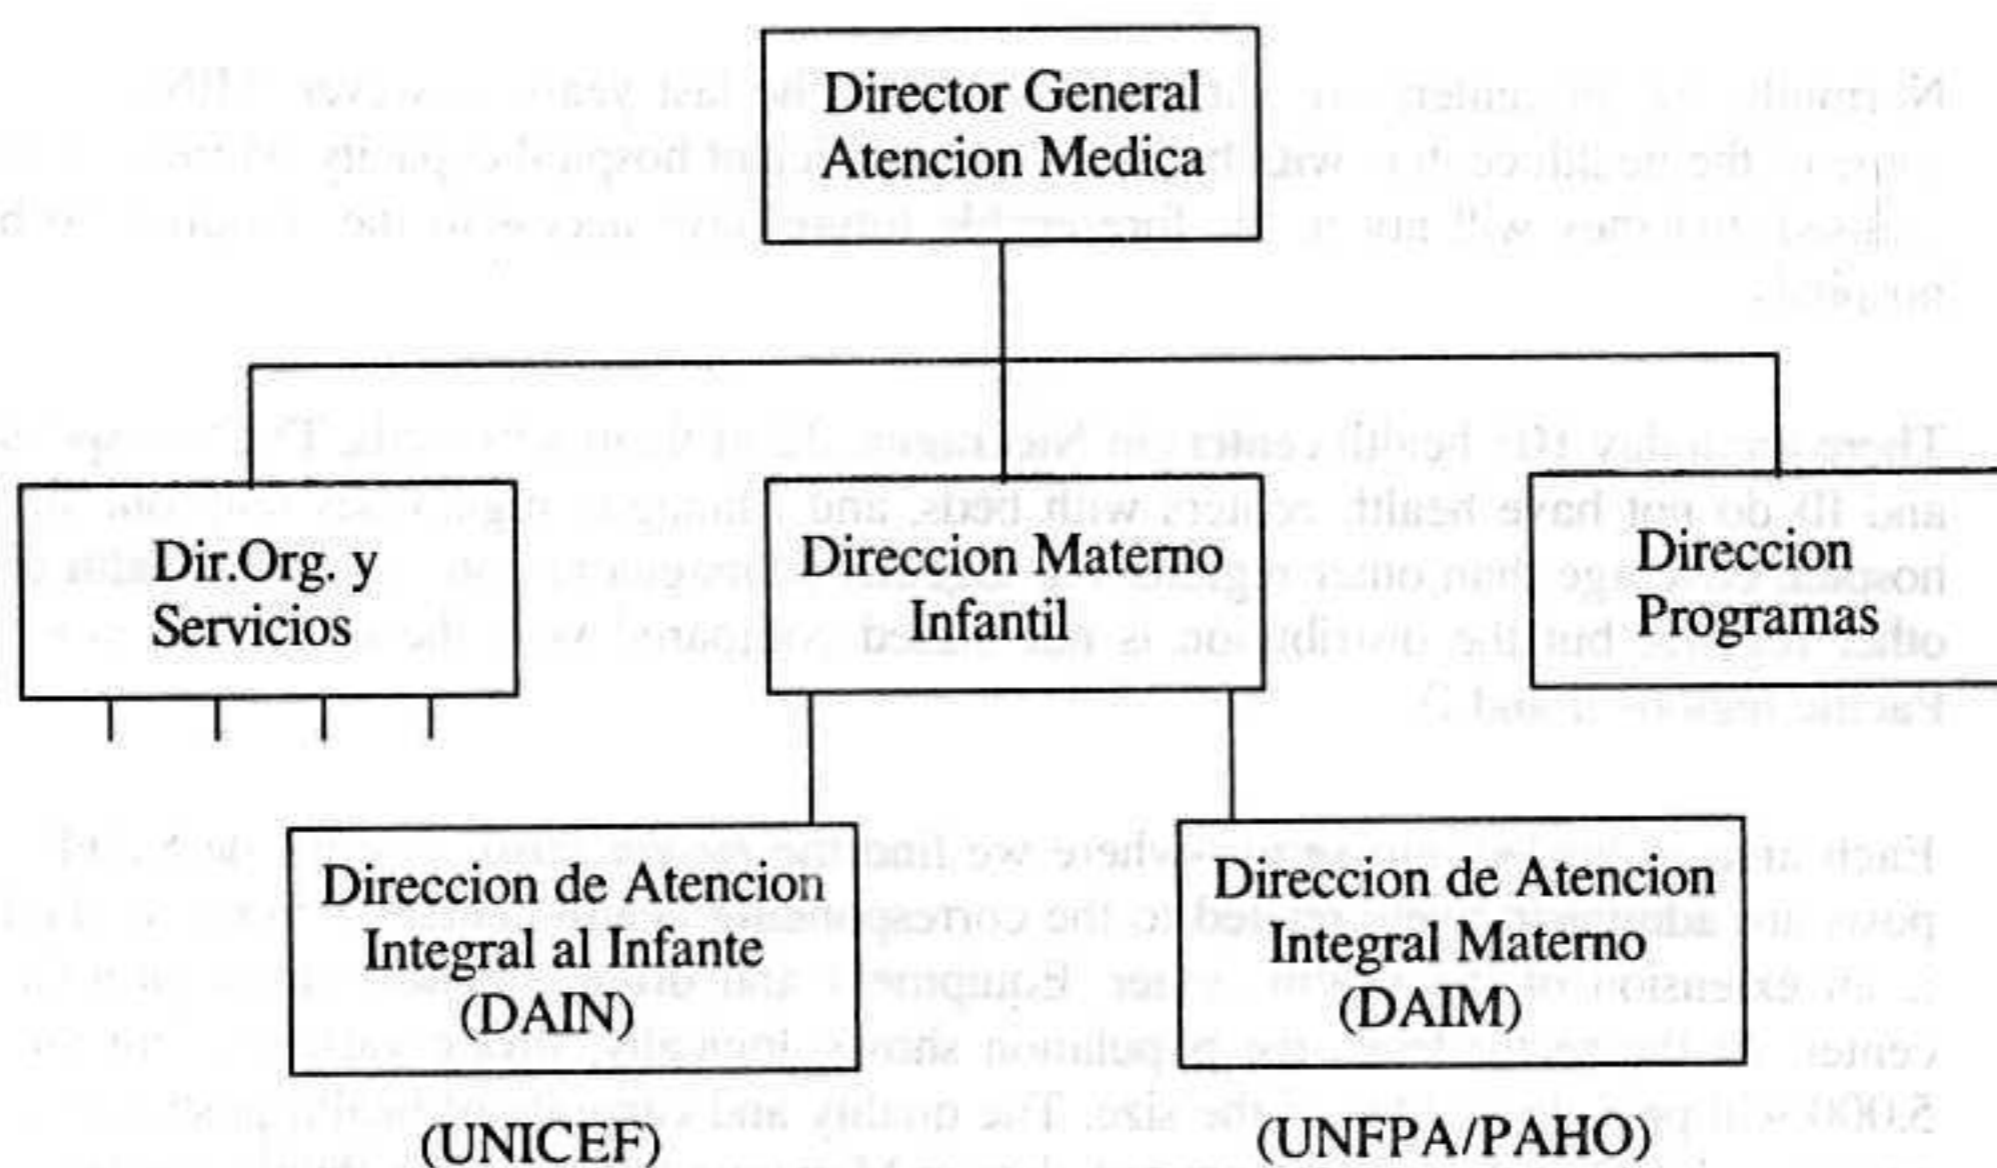 Director General
Atencion Medica
Dir.Org. y
Servicios
Direccion Materno
Infantil
Direccion
Programas
Direccion de Atencion
Integral al Infante
(DAIN)
(UNICEF)
Direccion de Atencion
Integral Materno
(DAIM)
(UNFPA/PAHO)